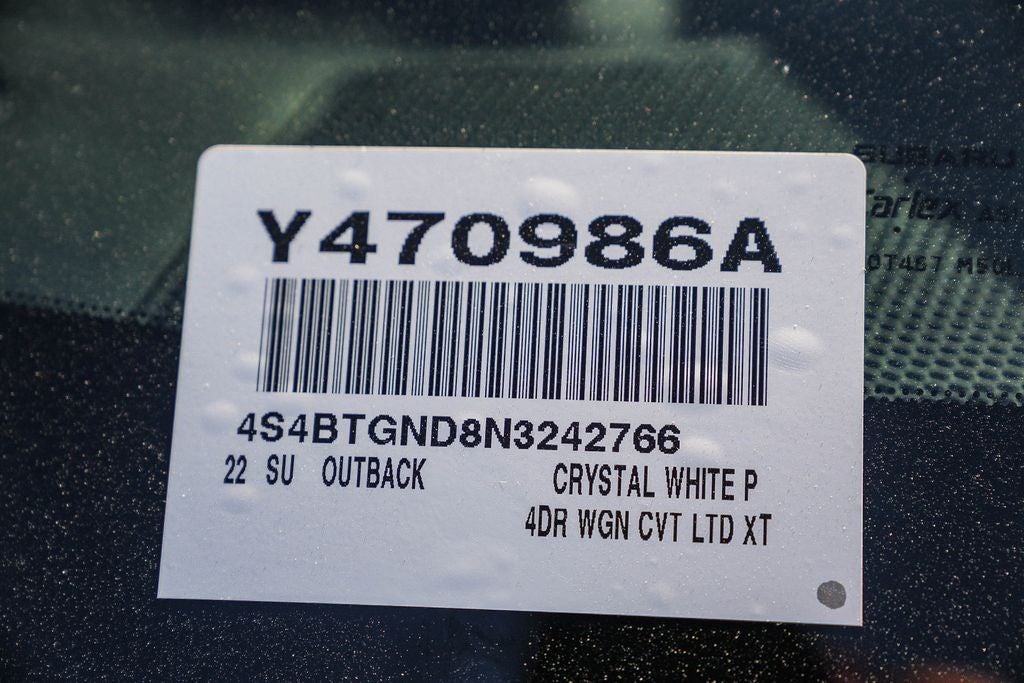 Y470986A
4S4BTGND8N3242766
22 SU OUTBACK CRYSTAL WHITE P
4DR WGN CVT LTD XT
SUBARU